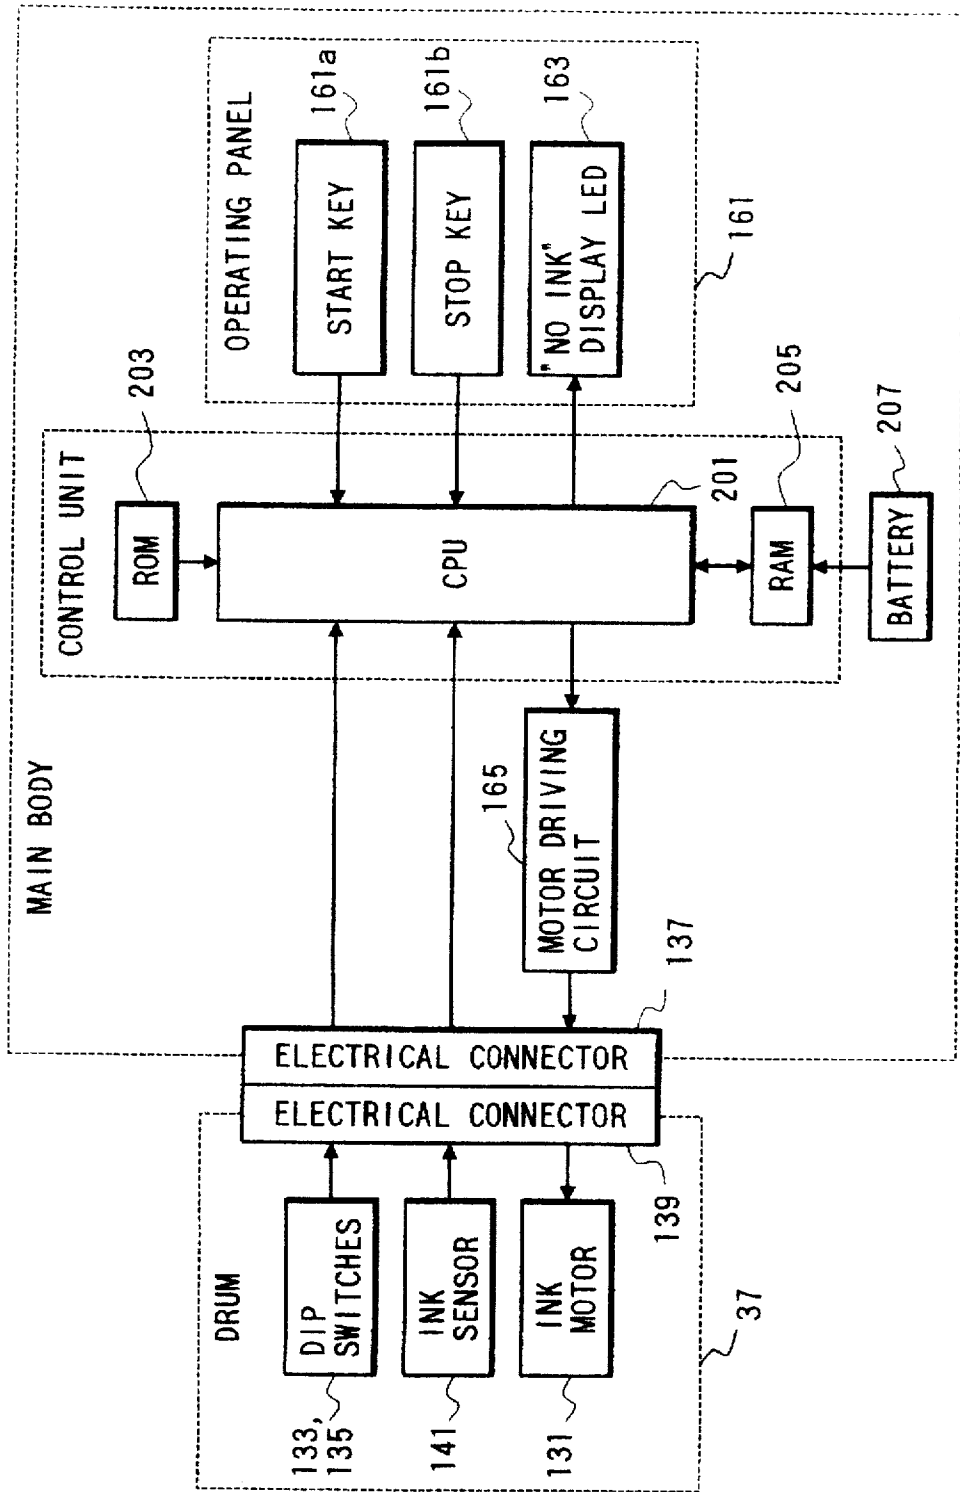 MAIN BODY
CONTROL UNIT
203
ROM
CPU
201
RAM
205
BATTERY
207
OPERATING PANEL
START KEY
161a
STOP KEY
161b
"NO INK"
DISPLAY LED
163
161
165
MOTOR DRIVING
CIRCUIT
137
ELECTRICAL CONNECTOR
ELECTRICAL CONNECTOR
139
DRUM
DIP
SWITCHES
133,
135
INK
SENSOR
141
INK
MOTOR
131
37